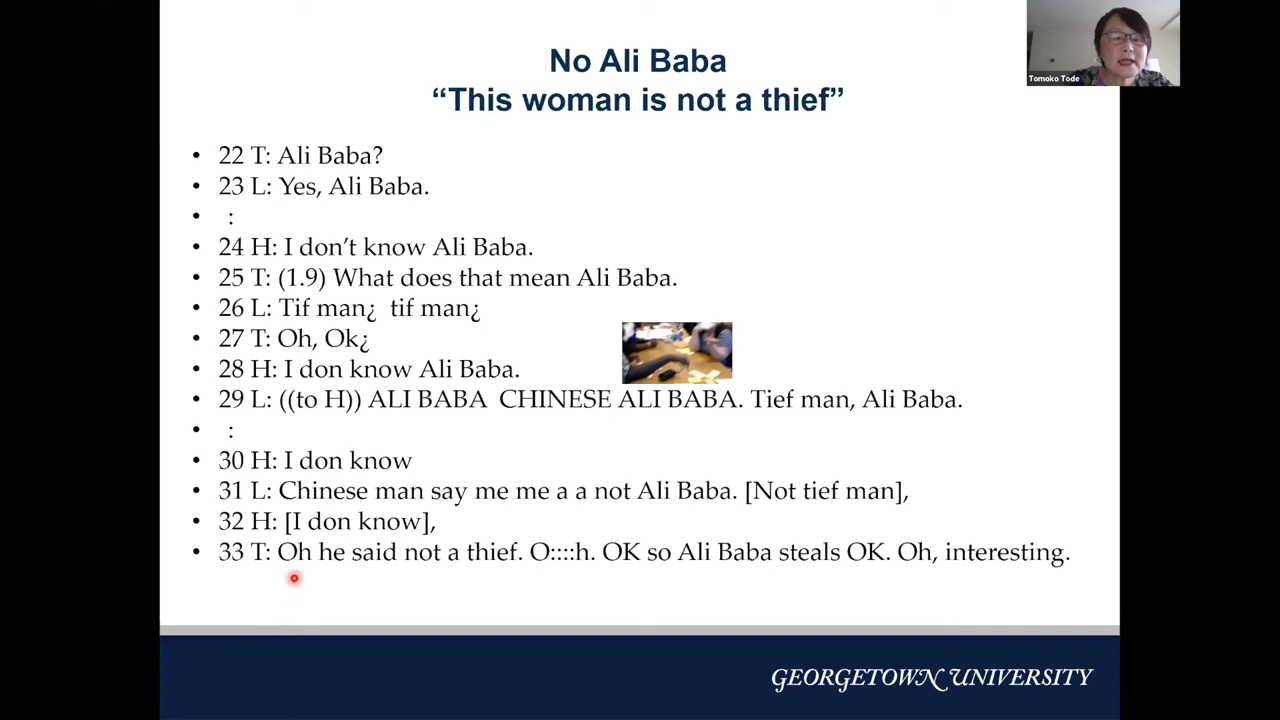 No Ali Baba
“This woman is not a thief”
Tomoko Tode
• 22 T: Ali Baba?
• 23 L: Yes, Ali Baba.
• :
• 24 H: I don’t know Ali Baba.
• 25 T: (1.9) What does that mean Ali Baba.
• 26 L: Tif man¿ tif man¿
• 27 T: Oh, Ok¿
• 28 H: I don know Ali Baba.
• 29 L: ((to H)) ALI BABA CHINESE ALI BABA. Tief man, Ali Baba.
• :
• 30 H: I don know
• 31 L: Chinese man say me me a a not Ali Baba. [Not tief man],
• 32 H: [I don know],
• 33 T: Oh he said not a thief. O::::h. OK so Ali Baba steals OK. Oh, interesting.
GEORGETOWN UNIVERSITY